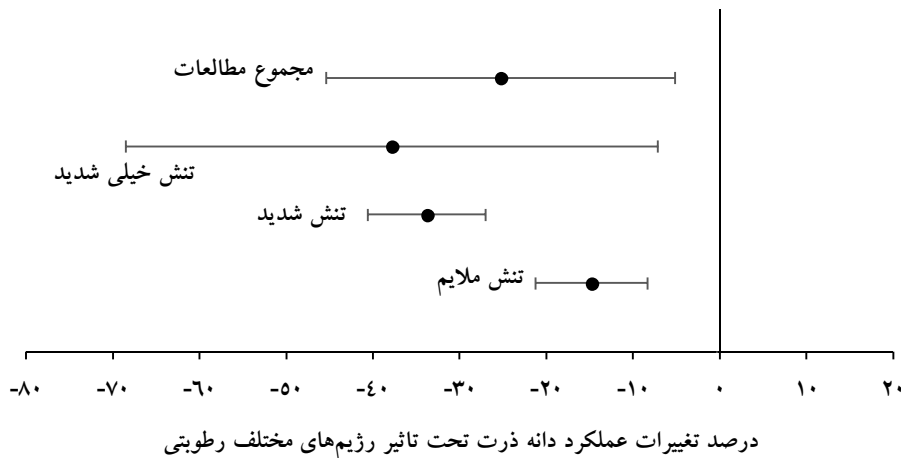 مجموع مطالعات
تنش خیلی شدید
تنش شدید
تنش ملایم
-۸۰ -۷۰ -۶۰ -۵۰ -۴۰ -۳۰ -۲۰ -۱۰ ۰ ۱۰ ۲۰
درصد تغییرات عملکرد دانه ذرت تحت تاثیر رژیم‌های مختلف رطوبتی